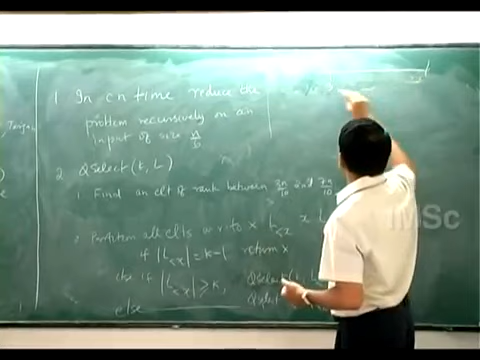 1 In cn time reduce the
problem recursively on an
input of size n/b
2 QSelect(k, L)
1. Find an elt of rank between 3n/10 and 7n/10
2. Partition all elts w r to x L<x x
if |L<x| = k-1 return x
else if |L<x| ≥ k, QSelect(k, L
else QSelect
IMSc